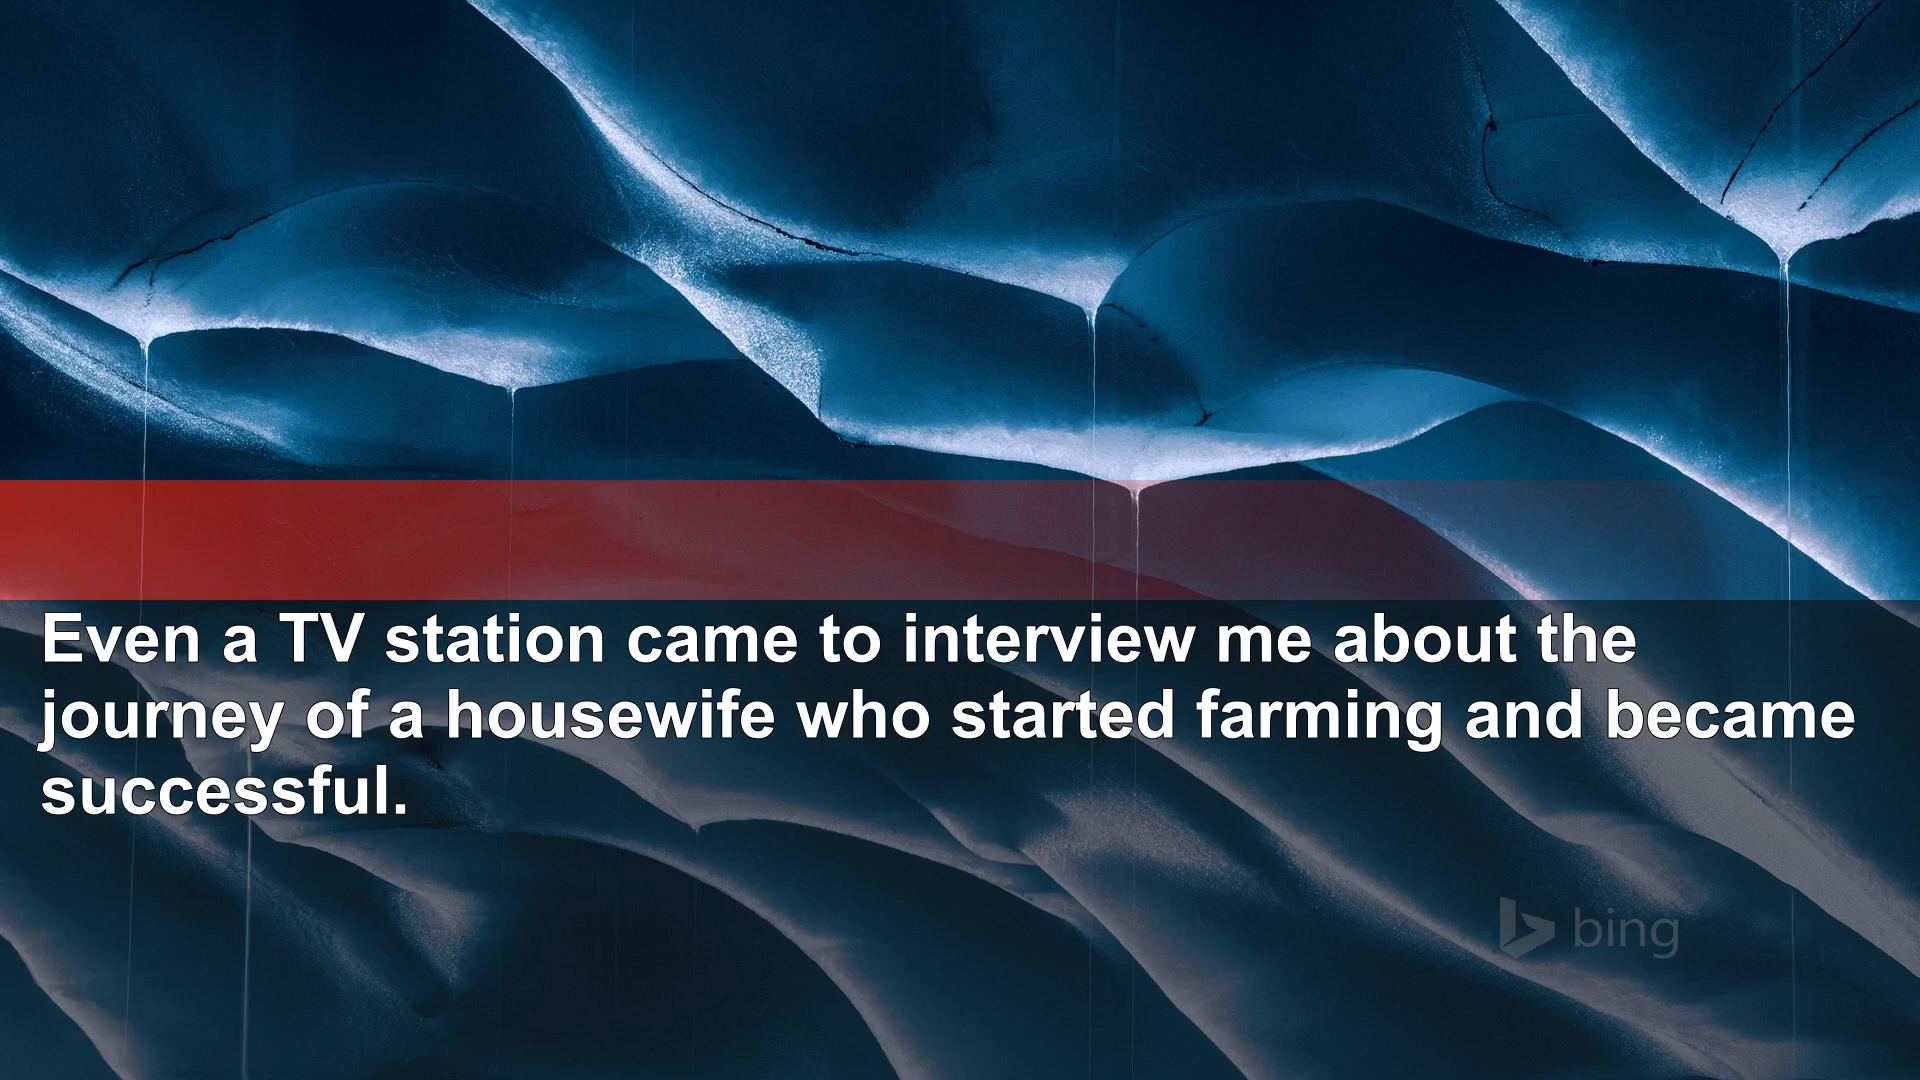 Even a TV station came to interview me about the
journey of a housewife who started farming and became
successful.
bing